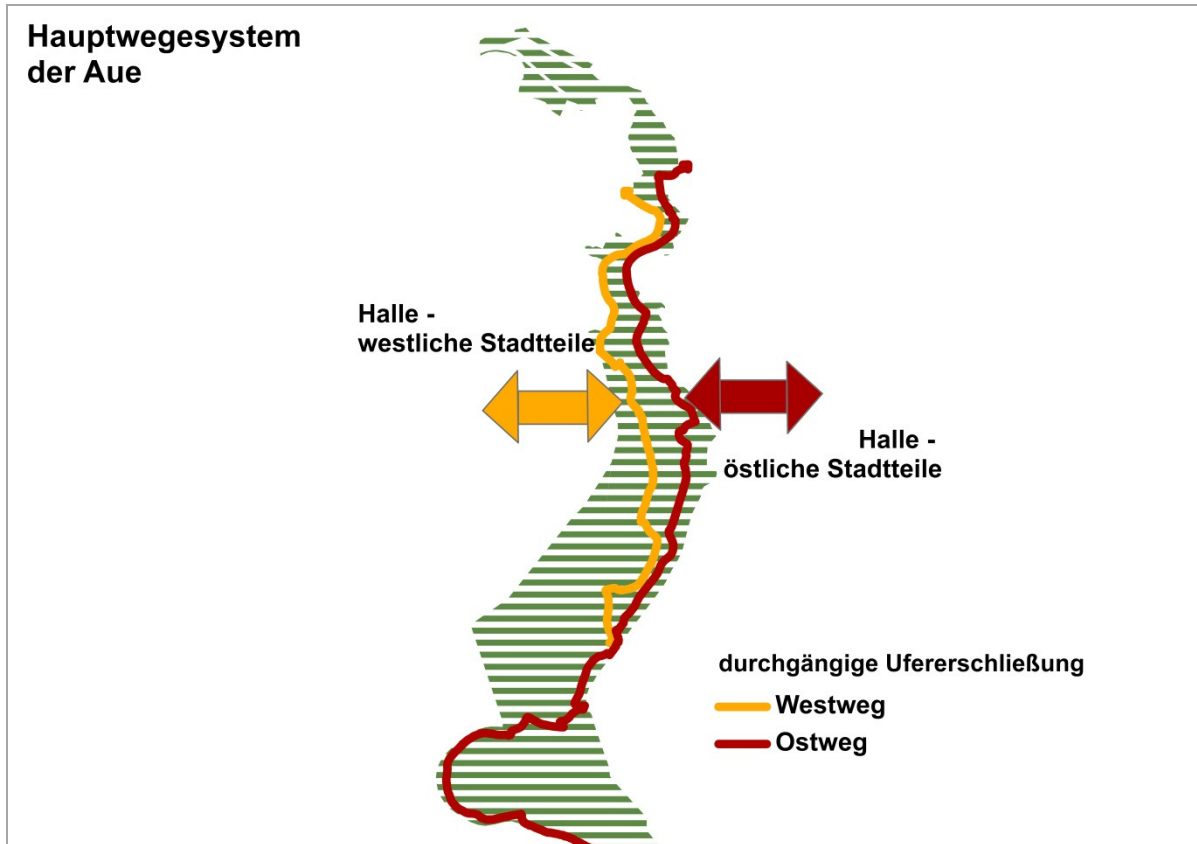 Hauptwegesystem
der Aue
Halle -
westliche Stadtteile
Halle -
östliche Stadtteile
durchgängige Ufererschließung
Westweg
Ostweg